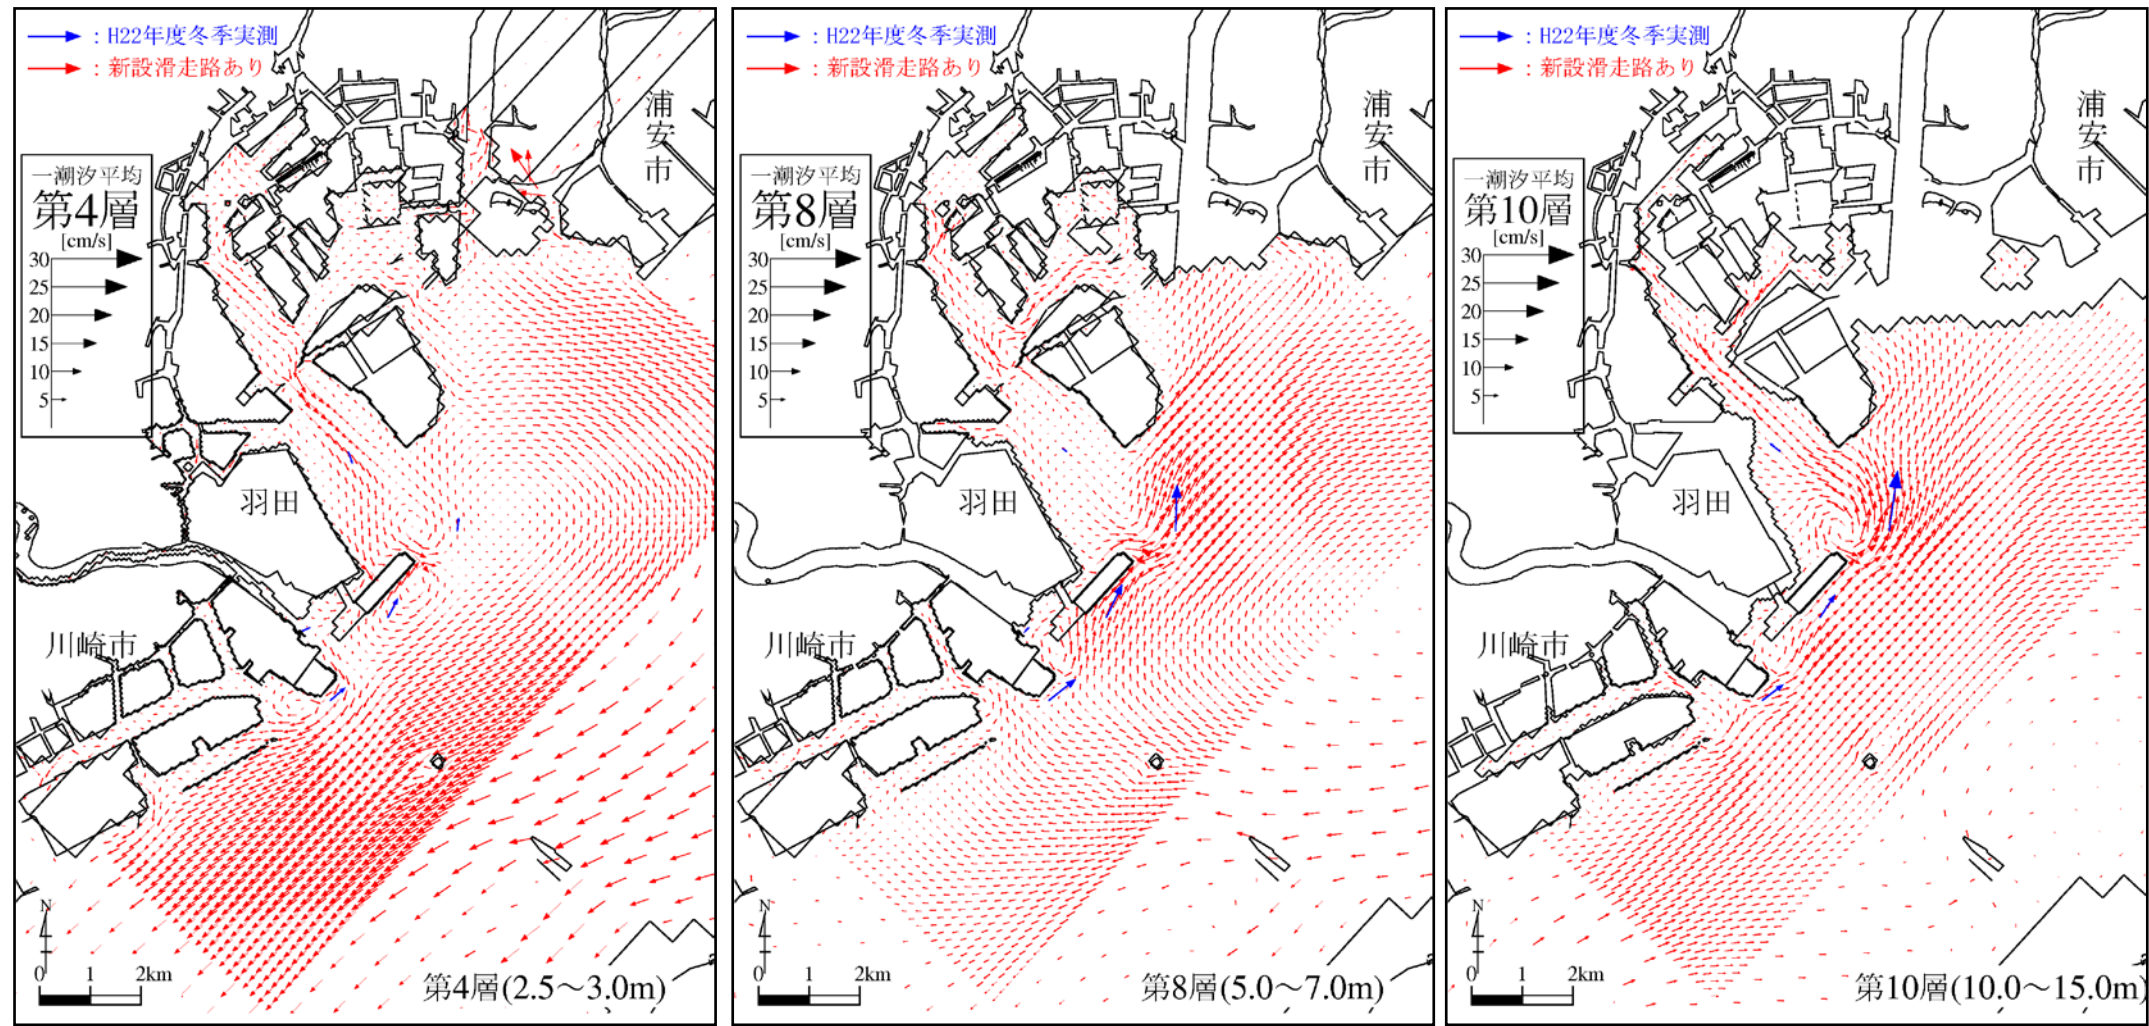 ：H22年度冬季実測
：新設滑走路あり
浦安市
一潮汐平均
第4層
[cm/s]
30
25
20
15
10
5
羽田
川崎市
N
0 1 2km
第4層(2.5～3.0m)
：H22年度冬季実測
：新設滑走路あり
浦安市
一潮汐平均
第8層
[cm/s]
30
25
20
15
10
5
羽田
川崎市
N
0 1 2km
第8層(5.0～7.0m)
：H22年度冬季実測
：新設滑走路あり
浦安市
一潮汐平均
第10層
[cm/s]
30
25
20
15
10
5
羽田
川崎市
N
0 1 2km
第10層(10.0～15.0m)